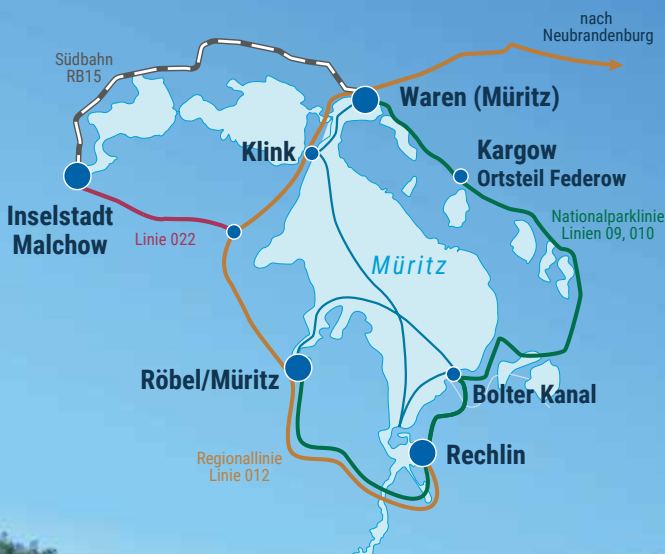 nach
Neubrandenburg
Südbahn
RB15
Waren (Müritz)
Klink
Kargow
Ortsteil Federow
Inselstadt
Malchow
Linie 022
Nationalparklinie
Linien 09, 010
Müritz
Röbel/Müritz
Bolter Kanal
Regionallinie
Linie 012
Rechlin